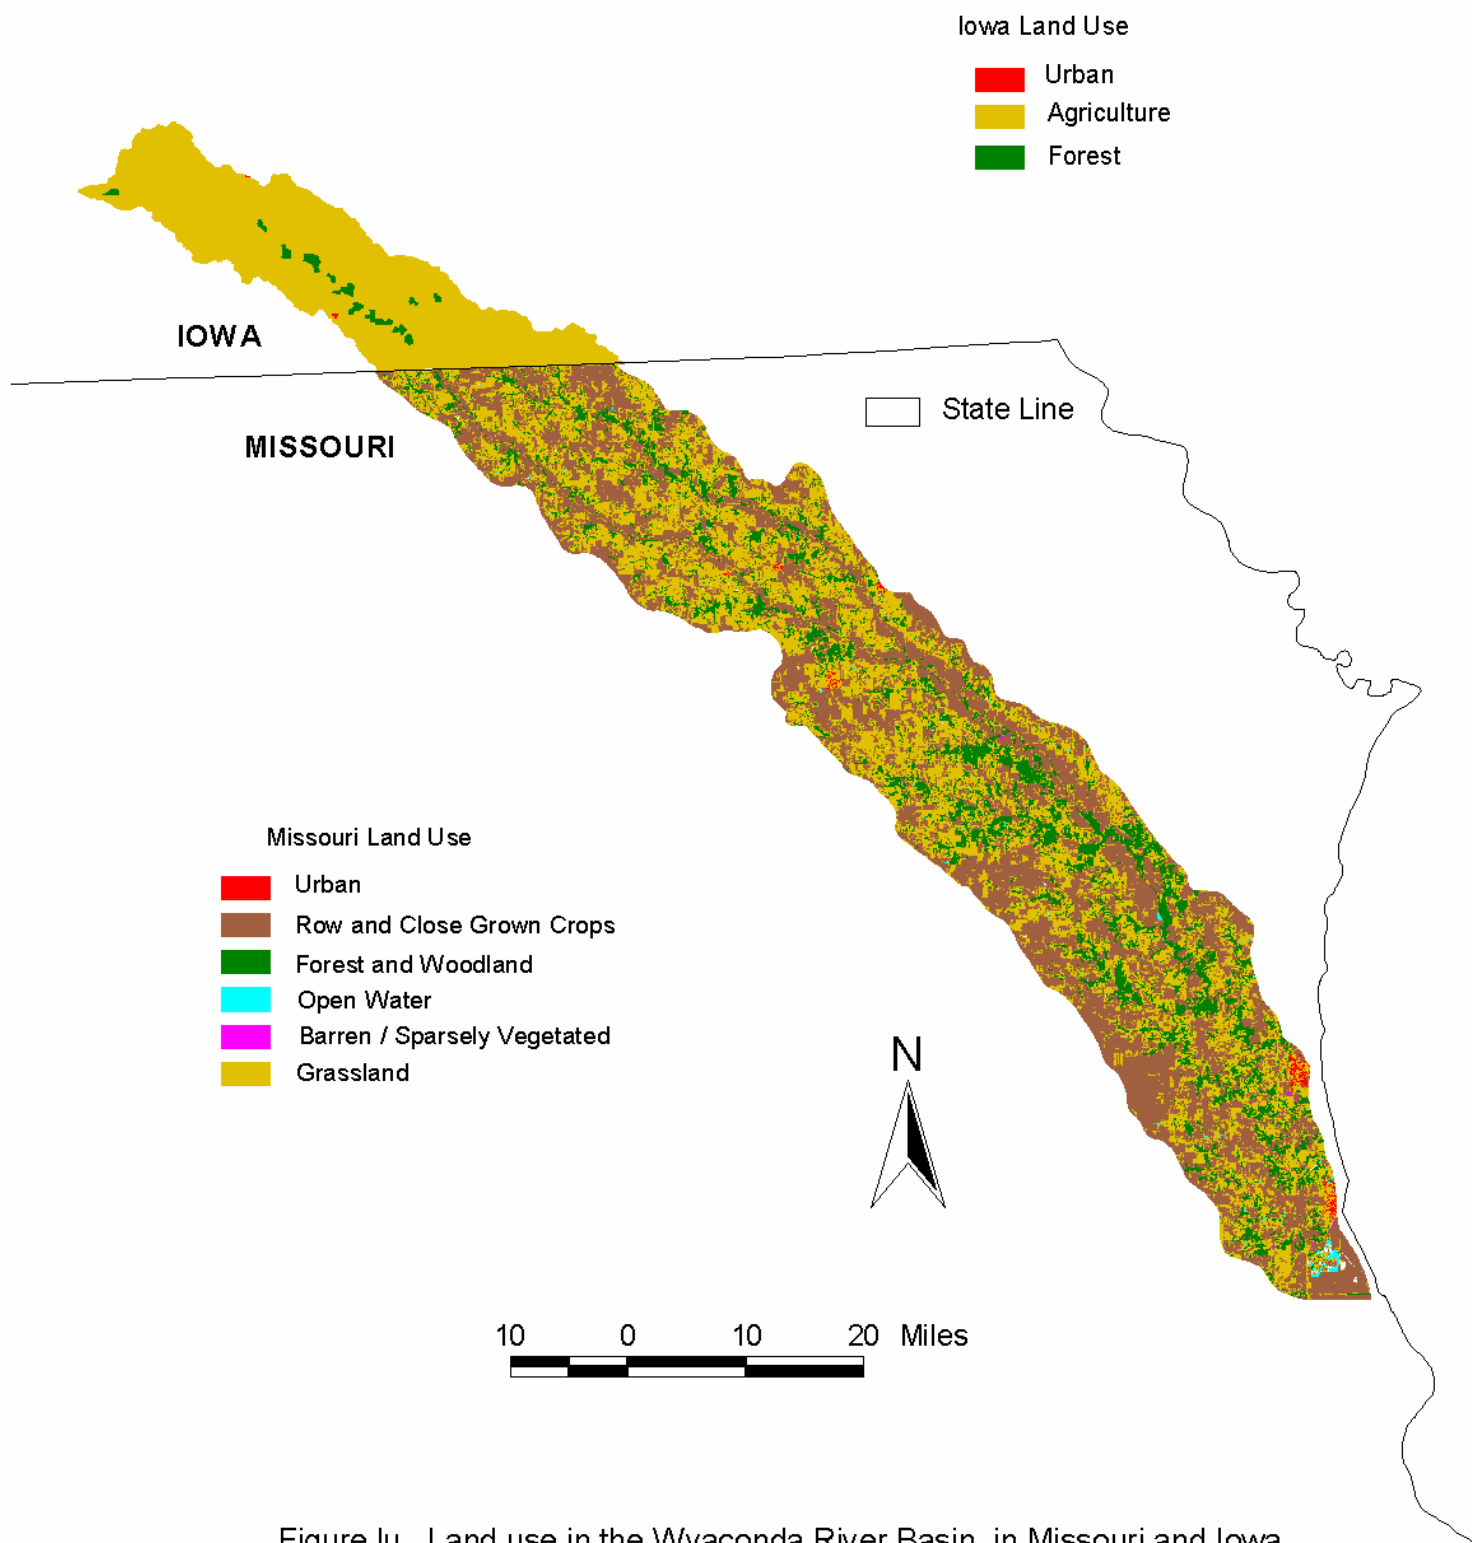 Iowa Land Use
Urban
Agriculture
Forest
IOWA
State Line
MISSOURI
Missouri Land Use
Urban
Row and Close Grown Crops
Forest and Woodland
Open Water
Barren / Sparsely Vegetated
Grassland
N
10 0 10 20 Miles
Figure lu. Land use in the Wyaconda River Basin, in Missouri and Iowa